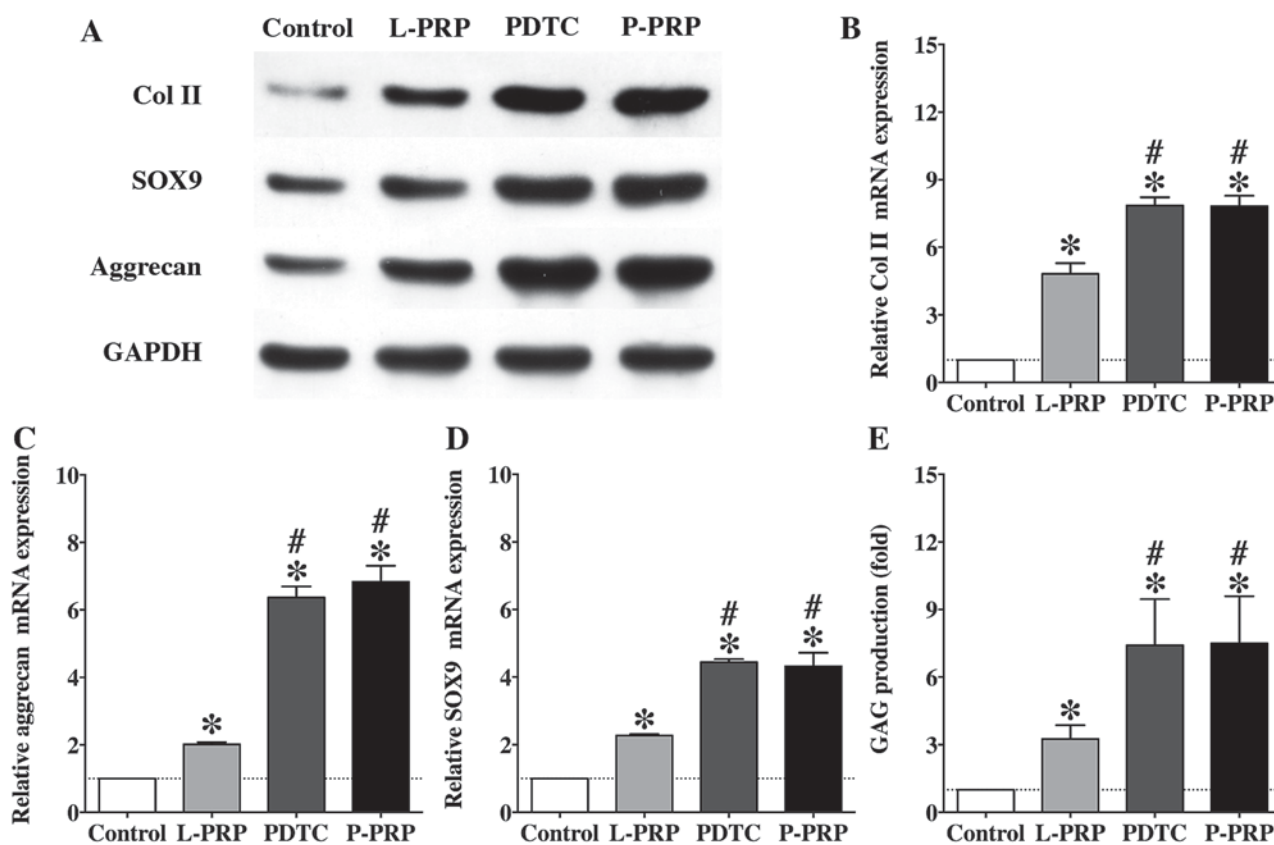 A
Control L-PRP PDTC P-PRP
Col II
SOX9
Aggrecan
GAPDH
B
Relative Col II mRNA expression
15
12
9
6
3
0
*
# *
# *
Control L-PRP PDTC P-PRP
C
Relative aggrecan mRNA expression
10
8
6
4
2
0
*
# *
# *
Control L-PRP PDTC P-PRP
D
Relative SOX9 mRNA expression
10
8
6
4
2
0
*
# *
# *
Control L-PRP PDTC P-PRP
E
GAG production (fold)
15
12
9
6
3
0
*
# *
# *
Control L-PRP PDTC P-PRP